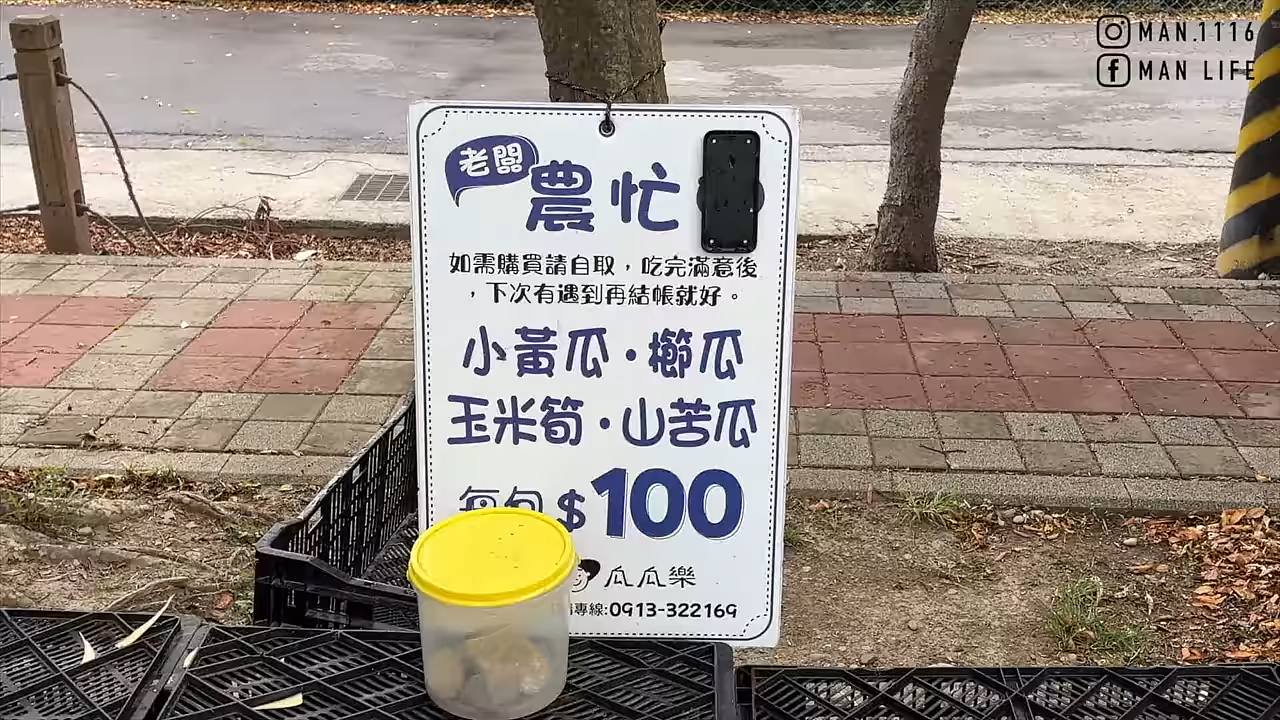 MAN.1116
MAN LIFE
老闆
農忙
如需購買請自取，吃完滿意後
，下次有遇到再結帳就好。
小黃瓜·櫛瓜
玉米筍·山苦瓜
每包 $100
瓜瓜樂
專線:0913-322169